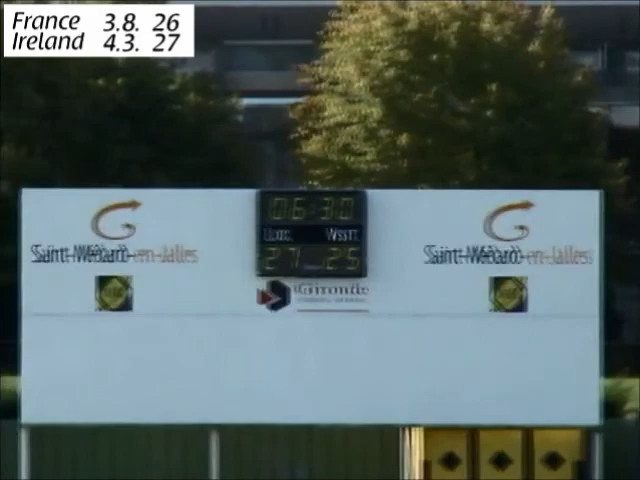 France 3.8. 26
Ireland 4.3. 27
06:30
27 25
Saint-Médard-en-Jalles
Saint-Médard-en-Jalles
Gironde